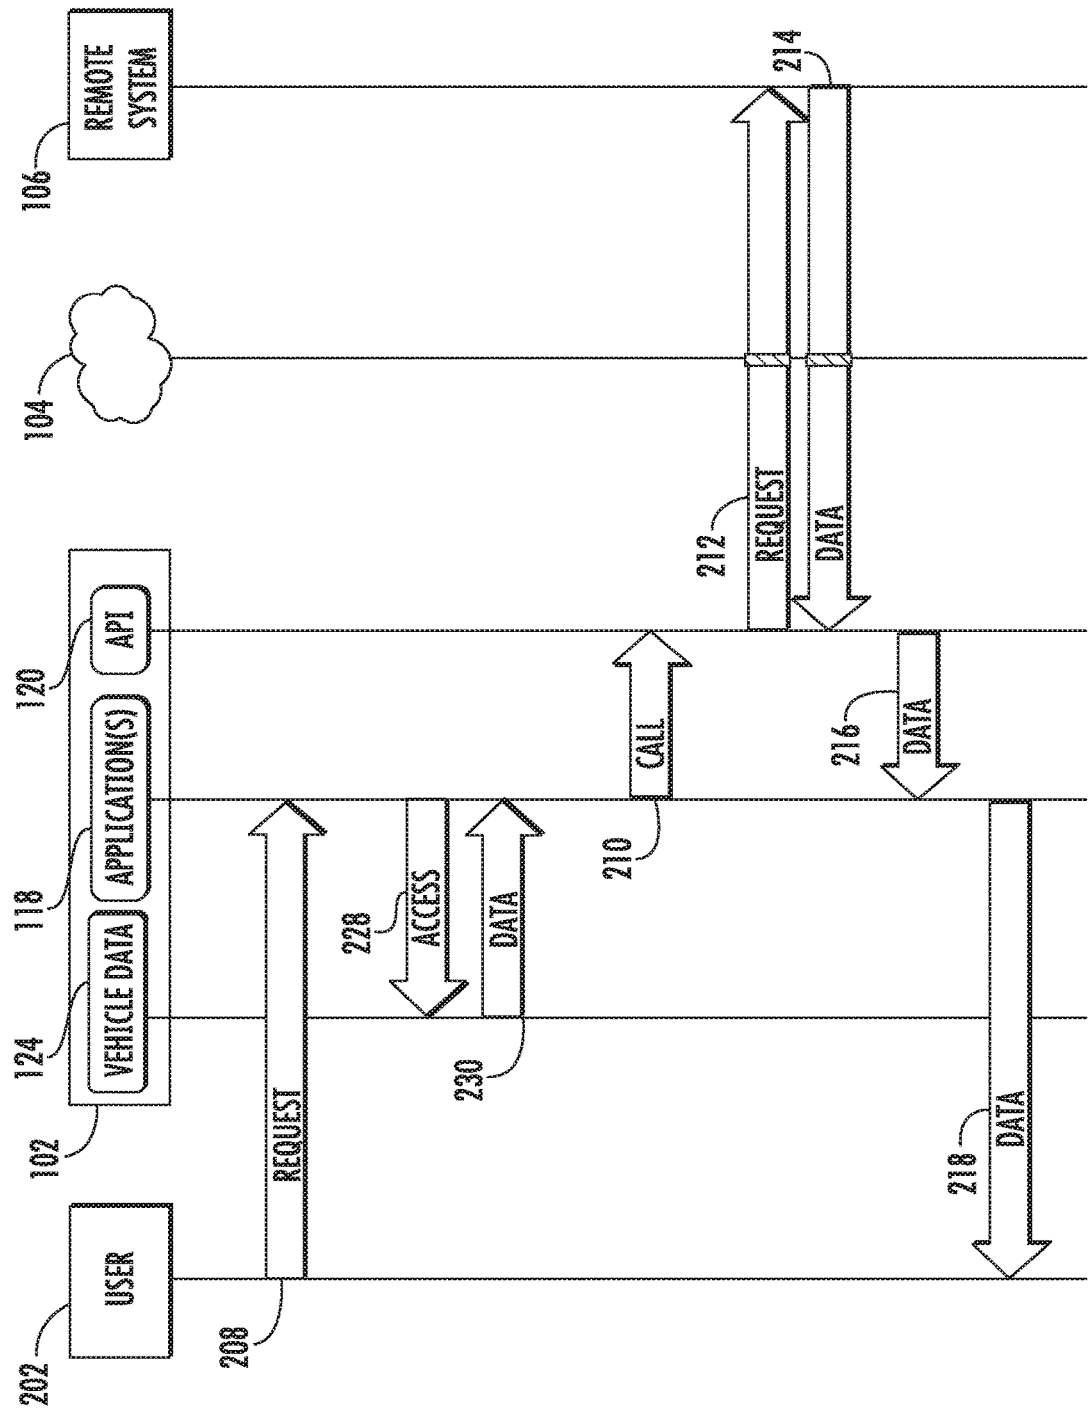 202
USER
102
124
VEHICLE DATA
118
APPLICATION(S)
120
API
104
106
REMOTE
SYSTEM
208
REQUEST
228
ACCESS
230
DATA
210
CALL
212
REQUEST
214
DATA
216
DATA
218
DATA